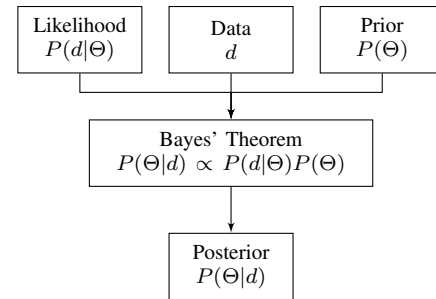 Likelihood
P(d|Θ)
Data
d
Prior
P(Θ)
Bayes' Theorem
P(Θ|d) ∝ P(d|Θ)P(Θ)
Posterior
P(Θ|d)